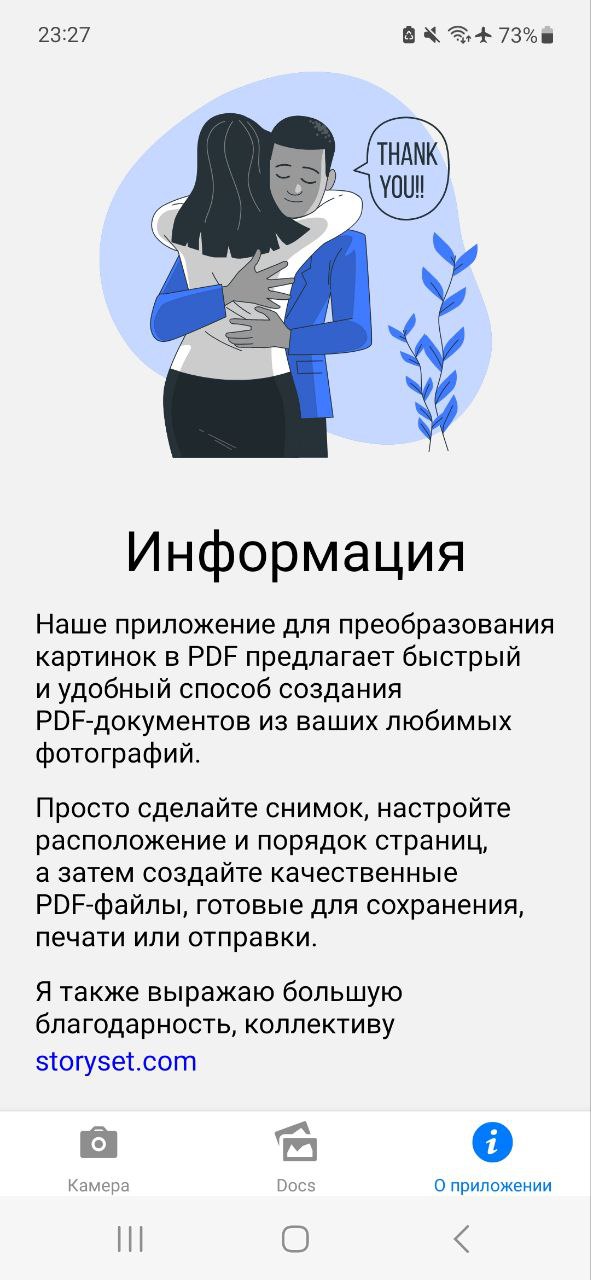 23:27
73%
THANK
YOU!!
Информация
Наше приложение для преобразования
картинок в PDF предлагает быстрый
и удобный способ создания
PDF-документов из ваших любимых
фотографий.
Просто сделайте снимок, настройте
расположение и порядок страниц,
а затем создайте качественные
PDF-файлы, готовые для сохранения,
печати или отправки.
Я также выражаю большую
благодарность, коллективу
storyset.com
Камера
Docs
О приложении